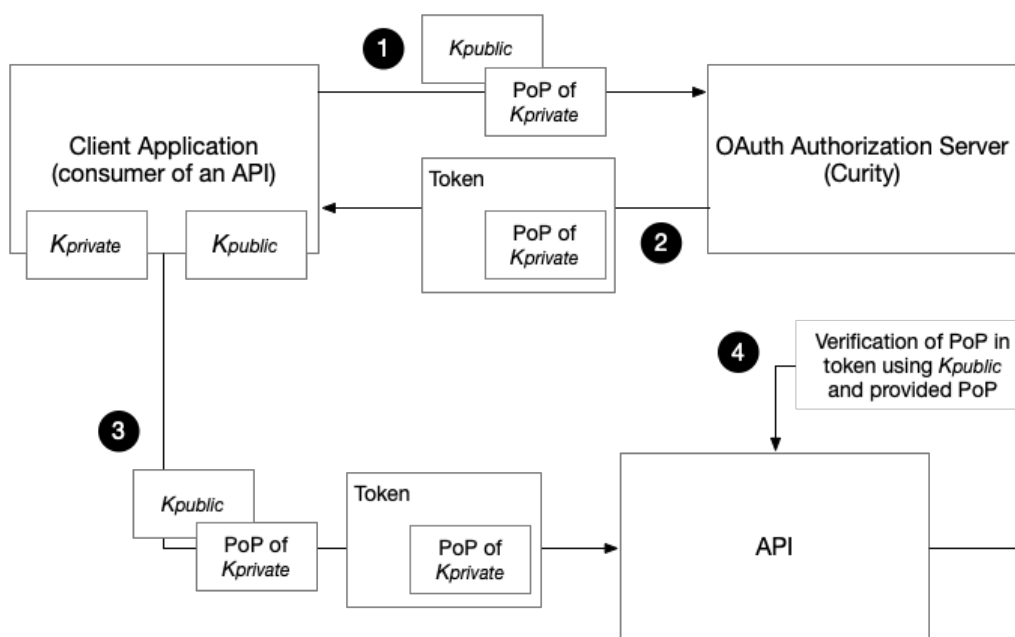 1
Kpublic
PoP of
Kprivate
Client Application
(consumer of an API)
Kprivate
Kpublic
OAuth Authorization Server
(Curity)
Token
PoP of
Kprivate
2
3
Kpublic
PoP of
Kprivate
Token
PoP of
Kprivate
4
Verification of PoP in
token using Kpublic
and provided PoP
API